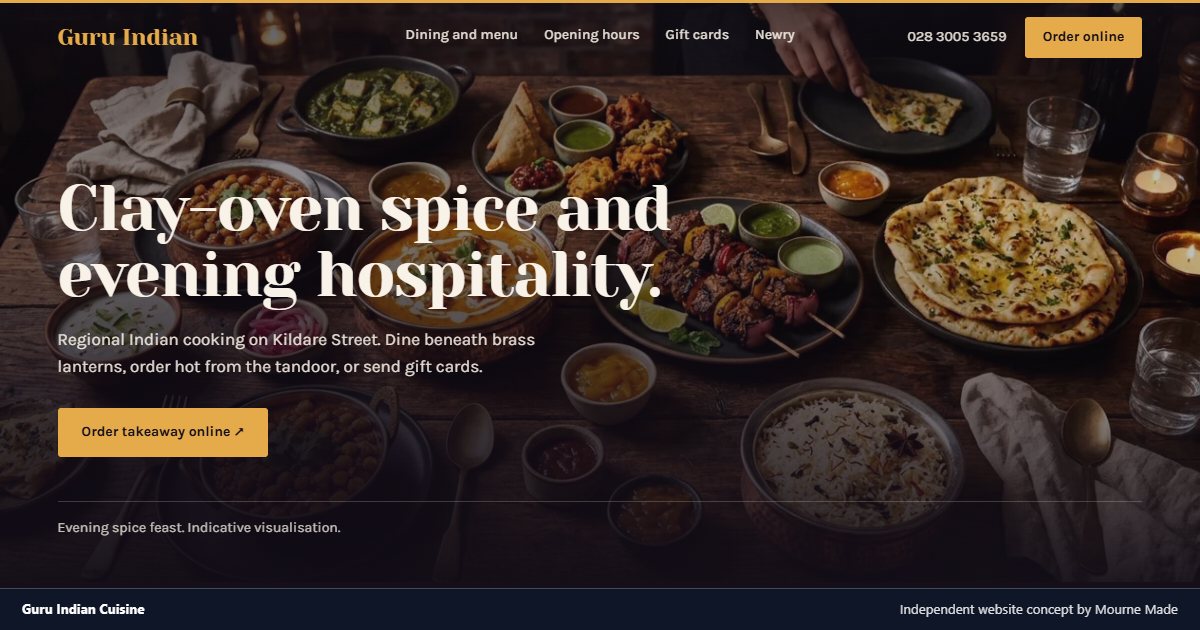 Guru Indian
Dining and menu
Opening hours
Gift cards
Newry
028 3005 3659
Order online
Clay-oven spice and
evening hospitality.
Regional Indian cooking on Kildare Street. Dine beneath brass
lanterns, order hot from the tandoor, or send gift cards.
Order takeaway online ↗
Evening spice feast. Indicative visualisation.
Guru Indian Cuisine
Independent website concept by Mourne Made